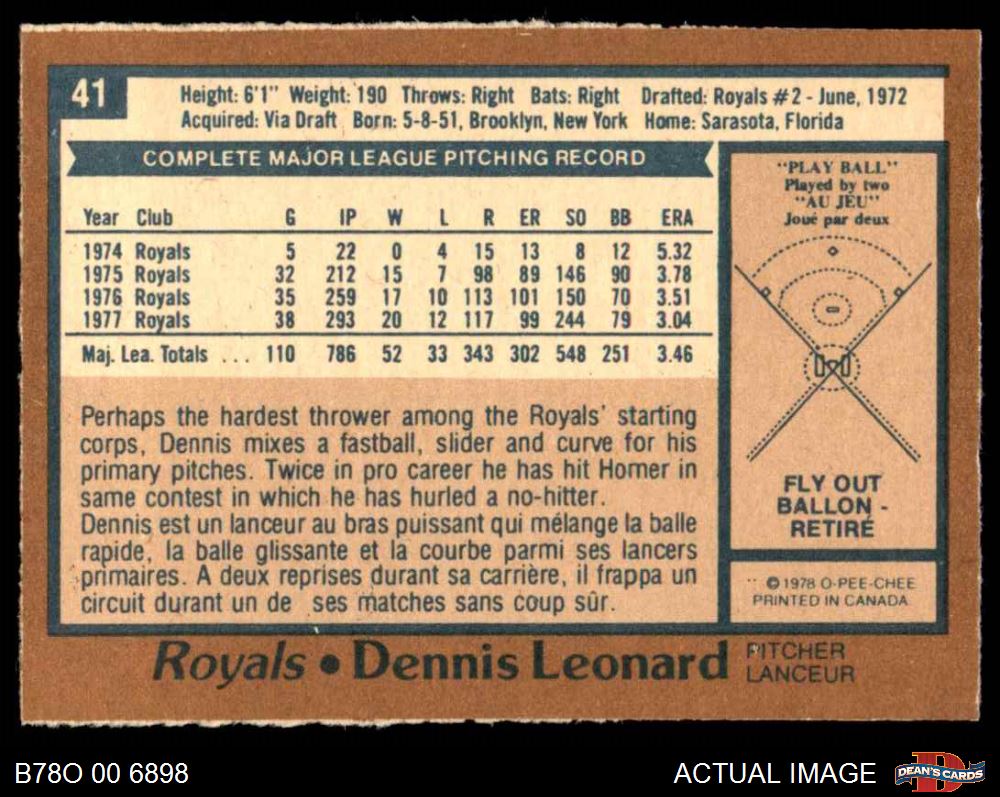 41
Height: 6'1" Weight: 190 Throws: Right Bats: Right Drafted: Royals #2 - June, 1972
Acquired: Via Draft Born: 5-8-51, Brooklyn, New York Home: Sarasota, Florida
COMPLETE MAJOR LEAGUE PITCHING RECORD
Year Club G IP W L R ER SO BB ERA
1974 Royals 5 22 0 4 15 13 8 12 5.32
1975 Royals 32 212 15 7 98 89 146 90 3.78
1976 Royals 35 259 17 10 113 101 150 70 3.51
1977 Royals 38 293 20 12 117 99 244 79 3.04
Maj. Lea. Totals ... 110 786 52 33 343 302 548 251 3.46
Perhaps the hardest thrower among the Royals' starting
corps, Dennis mixes a fastball, slider and curve for his
primary pitches. Twice in pro career he has hit Homer in
same contest in which he has hurled a no-hitter.
Dennis est un lanceur au bras puissant qui mélange la balle
rapide, la balle glissante et la courbe parmi ses lancers
primaires. A deux reprises durant sa carrière, il frappa un
circuit durant un de ses matches sans coup sûr.
"PLAY BALL"
Played by two
"AU JEU"
Joué par deux
FLY OUT
BALLON -
RETIRÉ
© 1978 O-PEE-CHEE
PRINTED IN CANADA
Royals • Dennis Leonard
PITCHER
LANCEUR
B78O 00 6898
ACTUAL IMAGE
D
DEAN'S CARDS